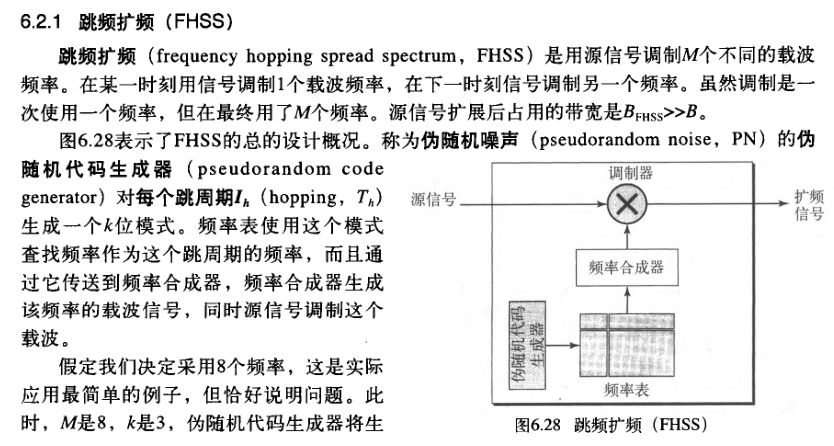 6.2.1 跳频扩频（FHSS）
跳频扩频（frequency hopping spread spectrum，FHSS）是用源信号调制M个不同的载波
频率。在某一时刻用信号调制1个载波频率，在下一时刻信号调制另一个频率。虽然调制是一
次使用一个频率，但在最终用了M个频率。源信号扩展后占用的带宽是B_FHSS>>B。
图6.28表示了FHSS的总的设计概况。称为伪随机噪声（pseudorandom noise，PN）的伪
随机代码生成器（pseudorandom code
generator）对每个跳周期I_h（hopping，T_h）
生成一个k位模式。频率表使用这个模式
查找频率作为这个跳周期的频率，而且通
过它传送到频率合成器，频率合成器生成
该频率的载波信号，同时源信号调制这个
载波。
假定我们决定采用8个频率，这是实际
应用最简单的例子，但恰好说明问题。此
时，M是8，k是3，伪随机代码生成器将生
调制器
源信号
扩频
信号
频率合成器
伪随机代码
生成器
频率表
图6.28 跳频扩频（FHSS）